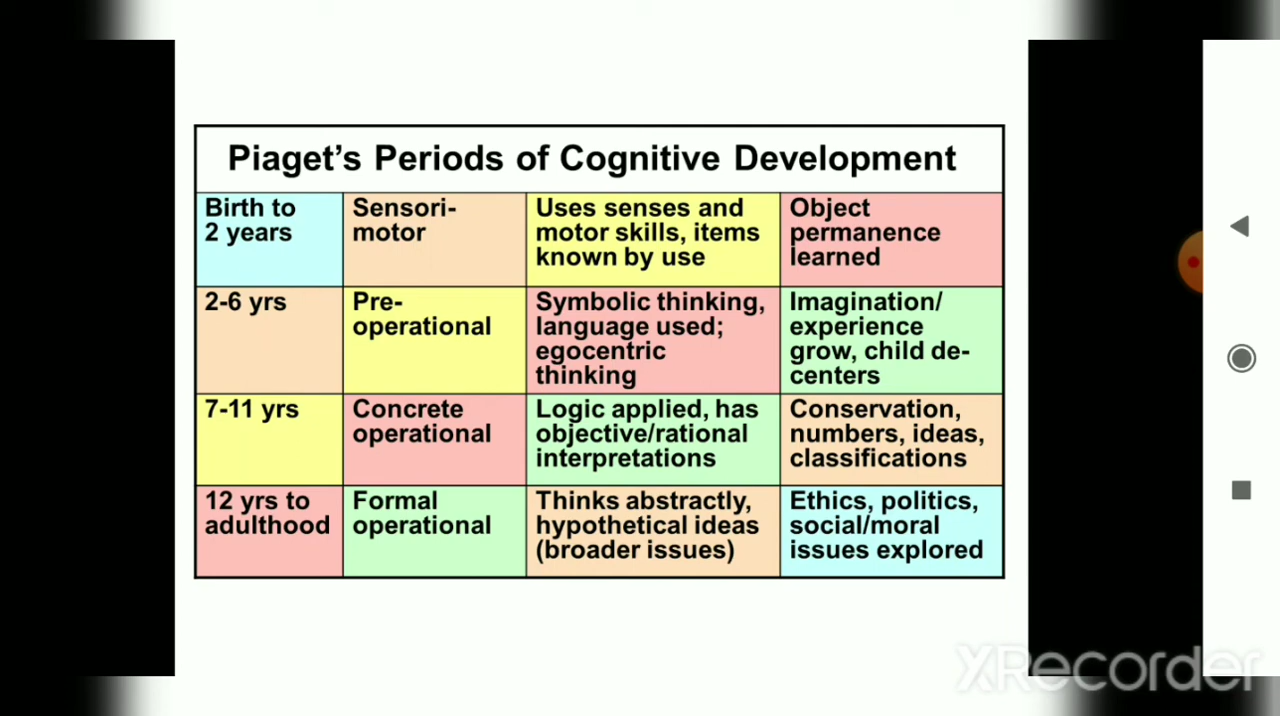 Piaget's Periods of Cognitive Development
Birth to
2 years
Sensori-
motor
Uses senses and
motor skills, items
known by use
Object
permanence
learned
2-6 yrs
Pre-
operational
Symbolic thinking,
language used;
egocentric
thinking
Imagination/
experience
grow, child de-
centers
7-11 yrs
Concrete
operational
Logic applied, has
objective/rational
interpretations
Conservation,
numbers, ideas,
classifications
12 yrs to
adulthood
Formal
operational
Thinks abstractly,
hypothetical ideas
(broader issues)
Ethics, politics,
social/moral
issues explored
XRecorder